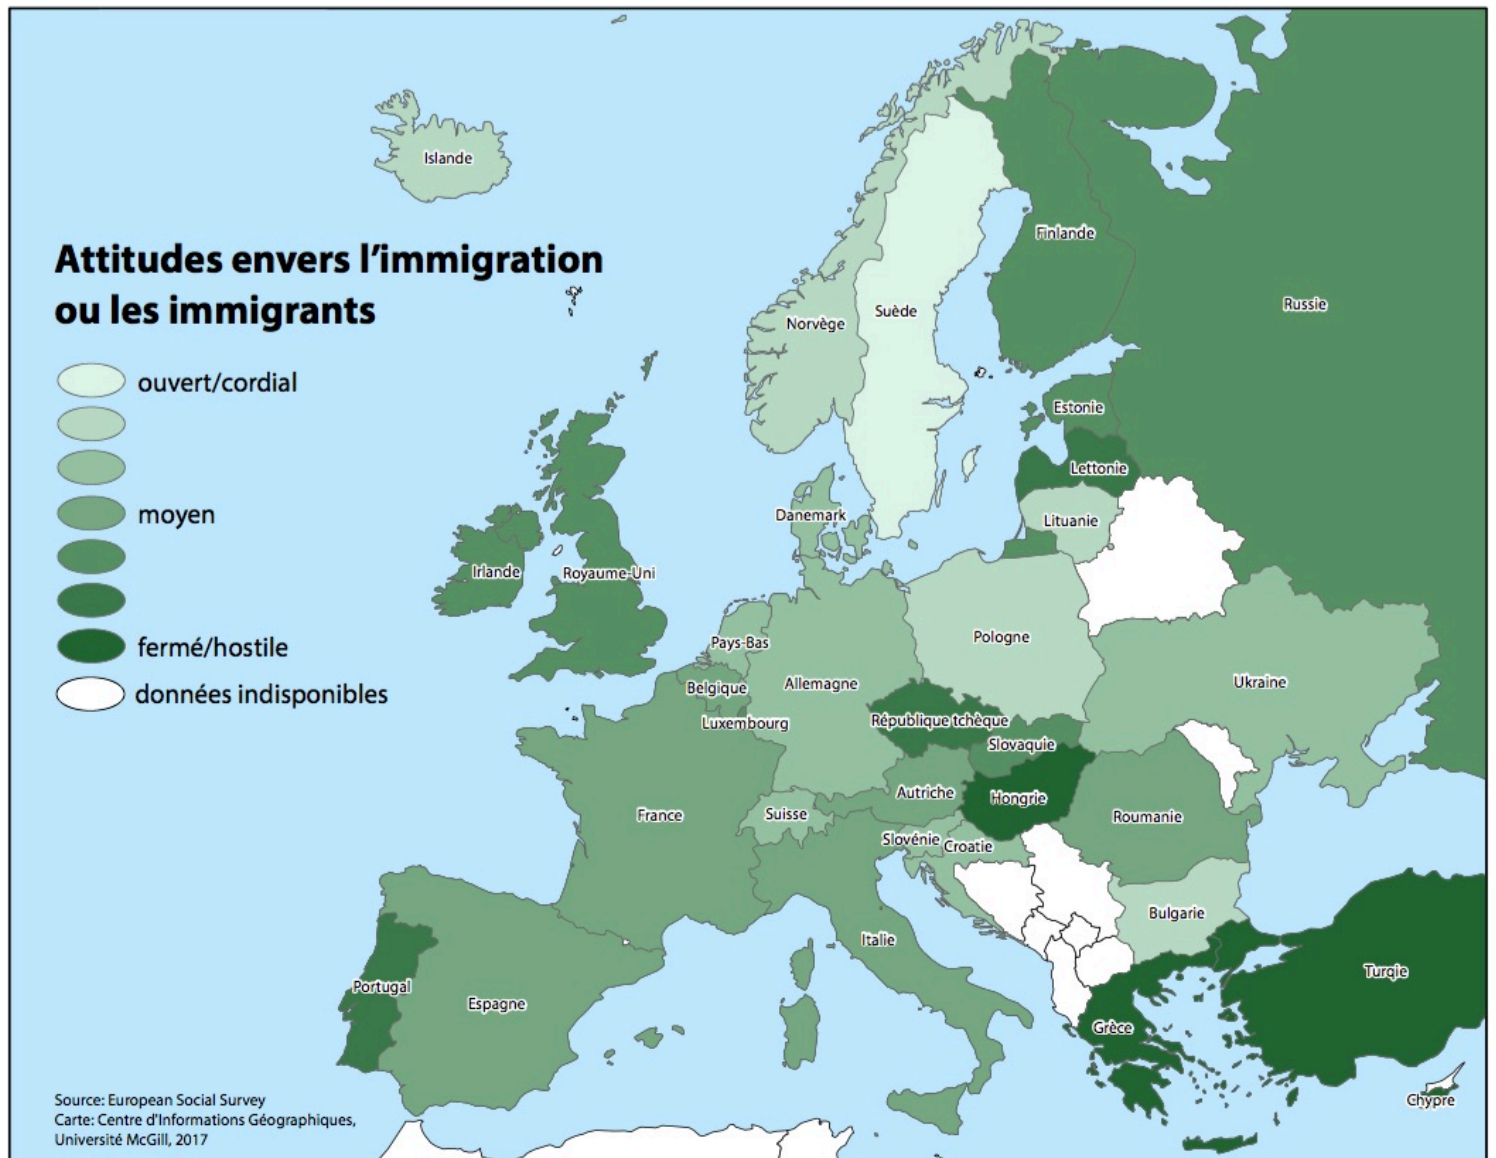 Islande
Attitudes envers l'immigration
ou les immigrants
ouvert/cordial
moyen
fermé/hostile
données indisponibles
Finlande
Russie
Suède
Norvège
Estonie
Lettonie
Danemark
Lituanie
Irlande
Royaume-Uni
Pologne
Pays-Bas
Allemagne
Ukraine
Belgique
Luxembourg
République tchèque
Slovaquie
Autriche
Hongrie
France
Suisse
Roumanie
Slovénie
Croatie
Bulgarie
Italie
Turqie
Portugal
Espagne
Grèce
Chypre
Source: European Social Survey
Carte: Centre d'Informations Géographiques,
Université McGill, 2017